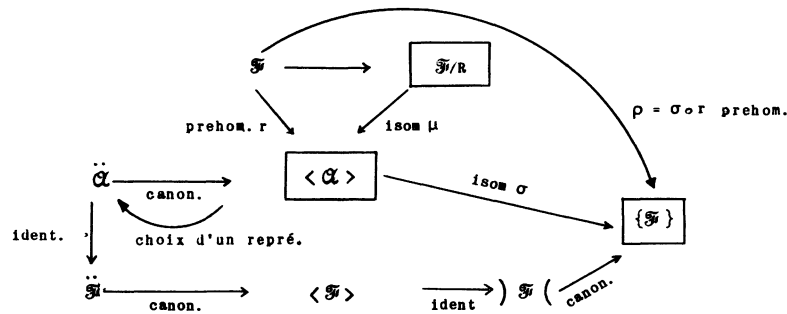 ℱ ℱ/R
ρ = σ∘r prehom.
prehom. r isom μ
𝒜̈ canon. < 𝒜 > isom σ
{ℱ}
ident. choix d'un repré.
ℱ̈ canon. < ℱ > ident ) ℱ ( canon.